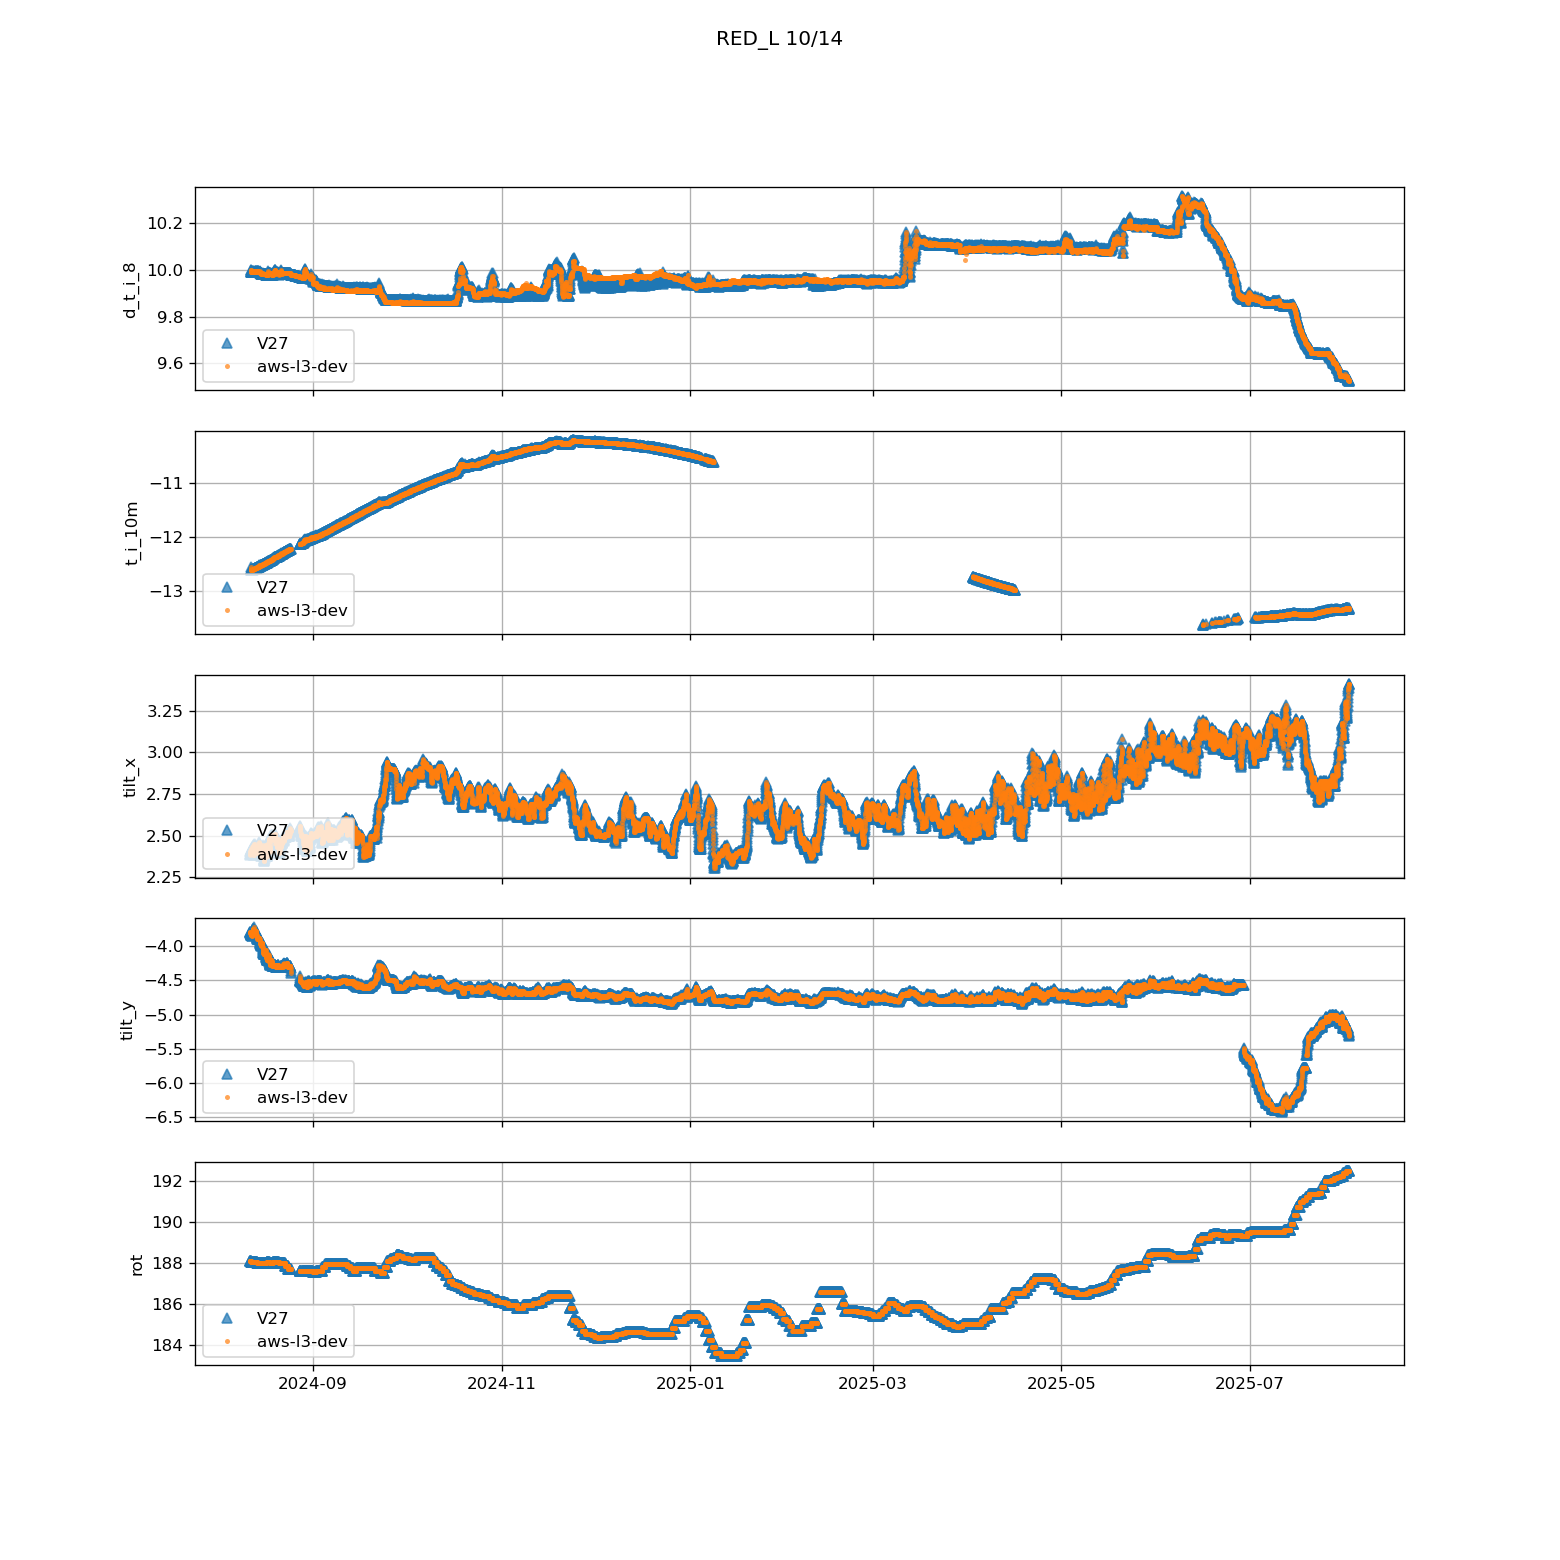 RED_L 10/14
d_t_i_8
10.2
10.0
9.8
9.6
V27
aws-l3-dev
t_i_10m
−11
−12
−13
V27
aws-l3-dev
tilt_x
3.25
3.00
2.75
2.50
2.25
V27
aws-l3-dev
tilt_y
−4.0
−4.5
−5.0
−5.5
−6.0
−6.5
V27
aws-l3-dev
rot
192
190
188
186
184
V27
aws-l3-dev
2024-09
2024-11
2025-01
2025-03
2025-05
2025-07